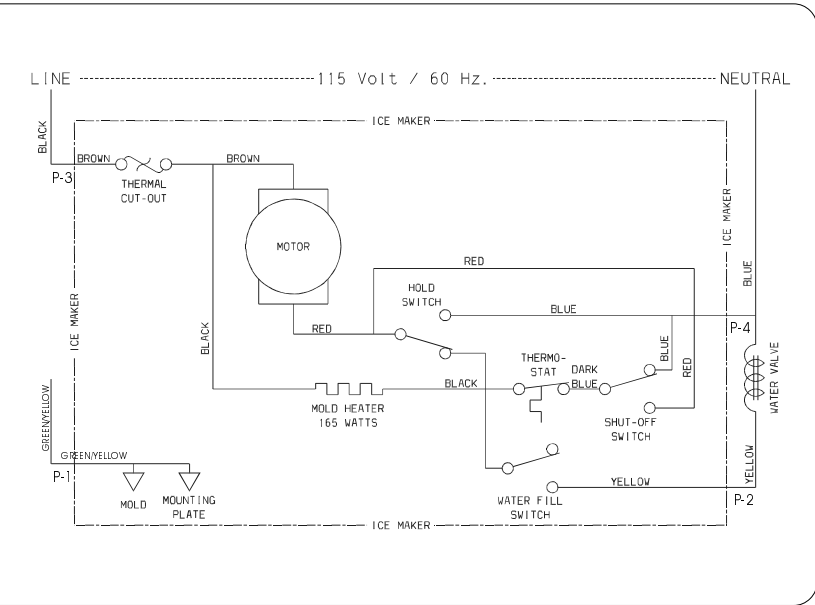 LINE
115 Volt / 60 Hz.
NEUTRAL
ICE MAKER
BLACK
BROWN
BROWN
P-3
THERMAL
CUT-OUT
ICE MAKER
MOTOR
RED
BLUE
HOLD
SWITCH
BLUE
RED
P-4
ICE MAKER
BLACK
BLUE
RED
WATER VALVE
THERMO-
STAT
DARK
BLUE
BLACK
MOLD HEATER
165 WATTS
SHUT-OFF
SWITCH
GREEN/YELLOW
GREEN/YELLOW
P-1
MOLD
MOUNTING
PLATE
YELLOW
YELLOW
P-2
WATER FILL
SWITCH
ICE MAKER